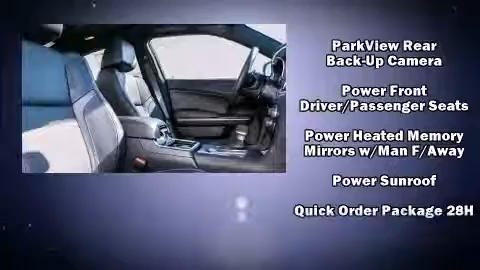 ParkView Rear
Back-Up Camera
Power Front
Driver/Passenger Seats
Power Heated Memory
Mirrors w/Man F/Away
Power Sunroof
Quick Order Package 28H